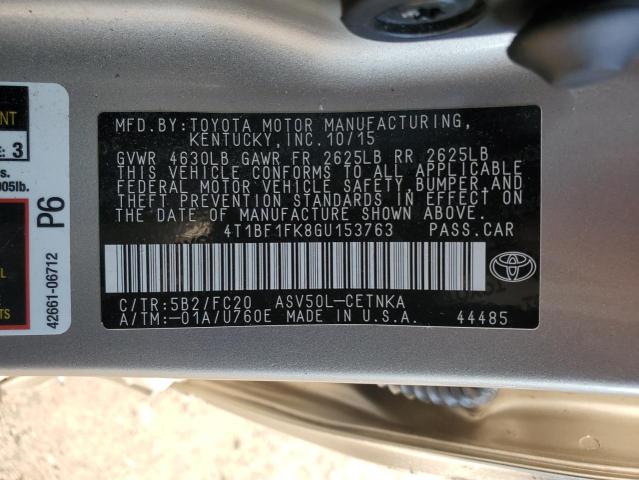 MFD.BY:TOYOTA MOTOR MANUFACTURING,
KENTUCKY, INC.10/15
GVWR 4630LB GAWR FR 2625LB RR 2625LB
THIS VEHICLE CONFORMS TO ALL APPLICABLE
FEDERAL MOTOR VEHICLE SAFETY,BUMPER,AND
THEFT PREVENTION STANDARDS IN EFFECT ON
THE DATE OF MANUFACTURE SHOWN ABOVE.
4T1BF1FK8GU153763 PASS.CAR
C/TR:5B2/FC20 ASV50L-CETNKA
A/TM:-01A/U760E MADE IN U.S.A. 44485
3
P6
42661-06712